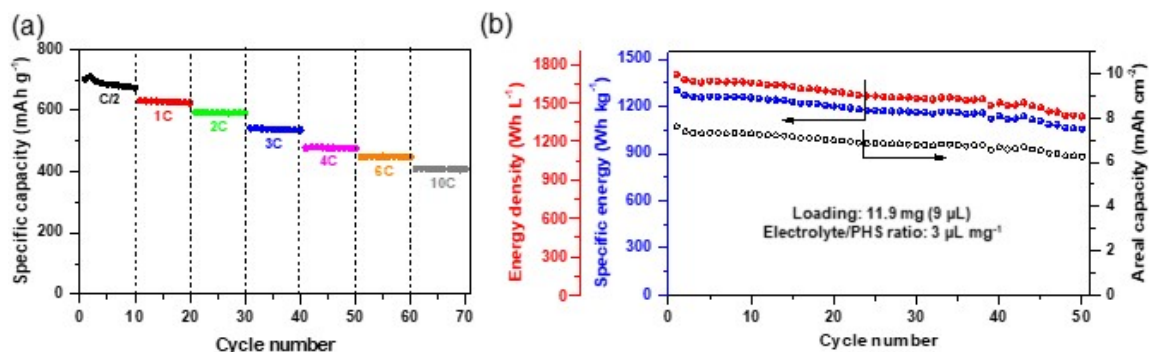 (a)
Specific capacity (mAh g⁻¹)
800
600
400
200
0
C/2
1C
2C
3C
4C
6C
10C
0 10 20 30 40 50 60 70
Cycle number
(b)
Energy density (Wh L⁻¹)
1800
1500
1200
900
600
300
0
Specific energy (Wh kg⁻¹)
1500
1200
900
600
300
0
Loading: 11.9 mg (9 µL)
Electrolyte/PHS ratio: 3 µL mg⁻¹
0 10 20 30 40 50
Cycle number
10
8
6
4
2
0
Areal capacity (mAh cm⁻²)